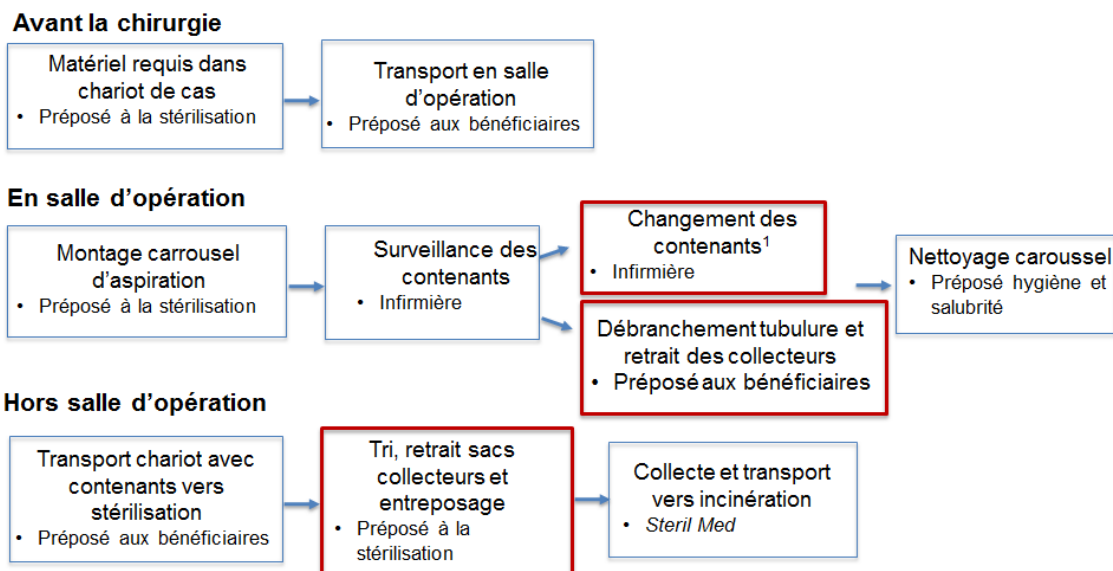 Avant la chirurgie
Matériel requis dans
chariot de cas
• Préposé à la stérilisation
Transport en salle
d'opération
• Préposé aux bénéficiaires
En salle d'opération
Montage carrousel
d'aspiration
• Préposé à la stérilisation
Surveillance des
contenants
• Infirmière
Changement des
contenants¹
• Infirmière
Débranchement tubulure et
retrait des collecteurs
• Préposé aux bénéficiaires
Nettoyage caroussel
• Préposé hygiène et
salubrité
Hors salle d'opération
Transport chariot avec
contenants vers
stérilisation
• Préposé aux bénéficiaires
Tri, retrait sacs
collecteurs et
entreposage
• Préposé à la
stérilisation
Collecte et transport
vers incinération
• Steril Med